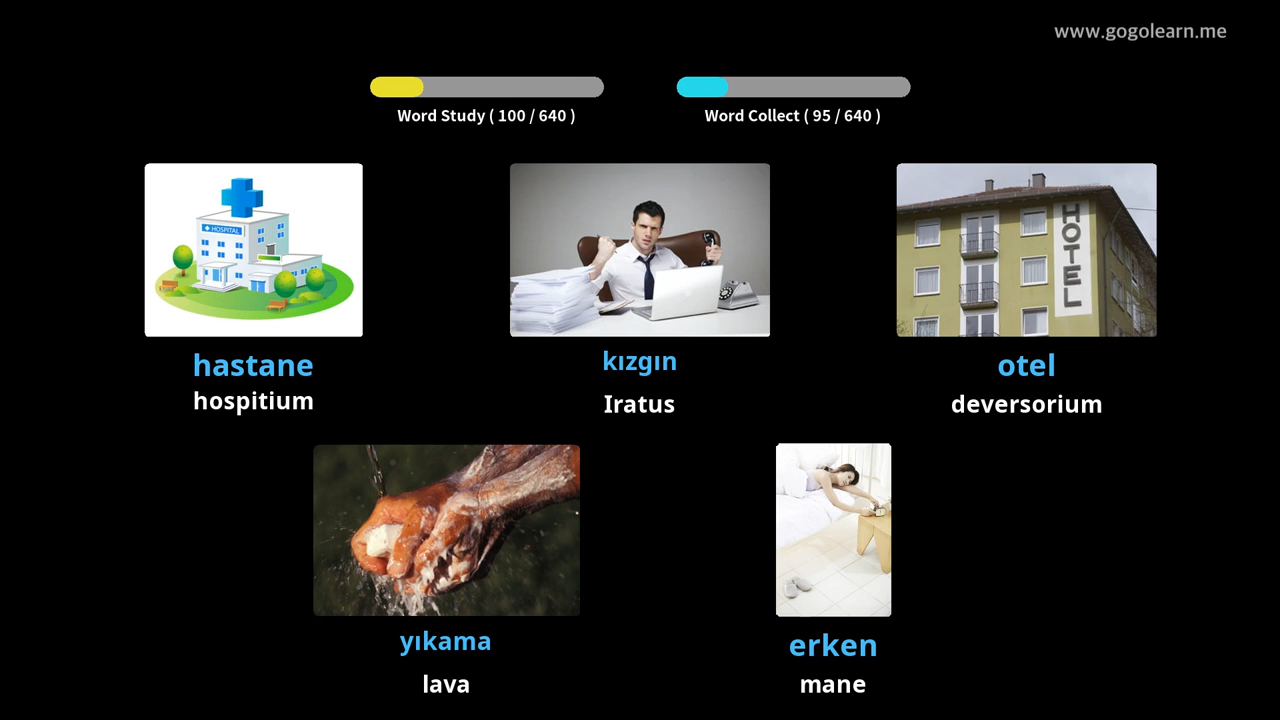 www.gogolearn.me
Word Study ( 100 / 640 )
Word Collect ( 95 / 640 )
HOSPITAL
HOTEL
hastane
kızgın
otel
hospitium
Iratus
deversorium
yıkama
erken
lava
mane